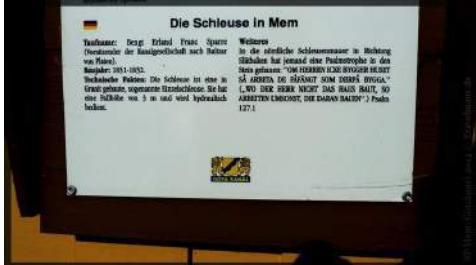 Die Schleuse in Mem
Taufname: Bengt Erland Franc Sparre
(Vorsitzender der Kanalgesellschaft nach Baltzar
von Platen).
Baujahr: 1831-1832.
Technische Fakten: Die Schleuse ist eine in
Granit gebaute, sogenannte Einzelschleuse. Sie hat
eine Fallhöhe von 3 m und wird hydraulisch
bedient.
Weiteres
In die nördliche Schleusenmauer in Richtung
Slätbaken hat jemand eine Psalmstrophe in den
Stein gehauen: "OM HERREN ICKE BYGGER HUSET
SÅ ARBETA DE FÅFÄNGT SOM DERPÅ BYGGA."
(„WO DER HERR NICHT DAS HAUS BAUT, SO
ARBEITEN UMSONST, DIE DARAN BAUEN".) Psalm
127.1
GÖTA KANAL